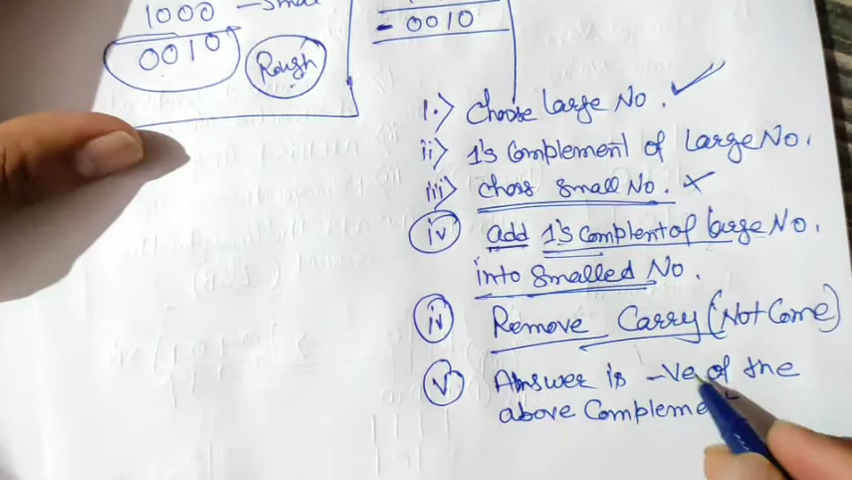 1000 - Small
0010
Rough
- 0010
i.> Choose large No. ✓
ii> 1's Complement of Large No.
iii> chose small No. ×
iv add 1's Complent of large No.
into Smalled No.
iv Remove Carry (Not Come)
v Answer is -Ve of the
above Compleme